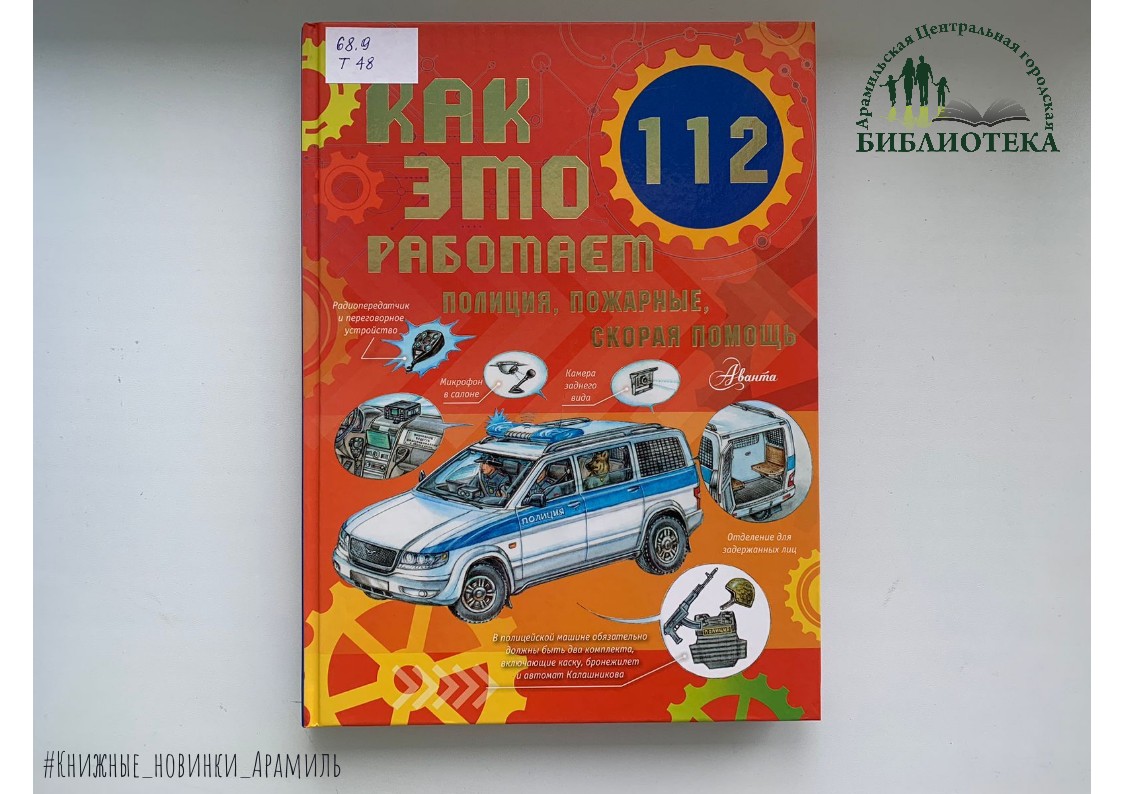 68.9
Т 48
Арамильская Центральная городская
БИБЛИОТЕКА
КАК
ЭТО
РАБОТАЕТ
112
ПОЛИЦИЯ, ПОЖАРНЫЕ,
СКОРАЯ ПОМОЩЬ
Аванта
Радиопередатчик
и переговорное
устройство
Микрофон
в салоне
Камера
заднего
вида
ПОЛИЦИЯ
Отделение для
задержанных лиц
В полицейской машине обязательно
должны быть два комплекта,
включающие каску, бронежилет
и автомат Калашникова
#Книжные_новинки_Арамиль